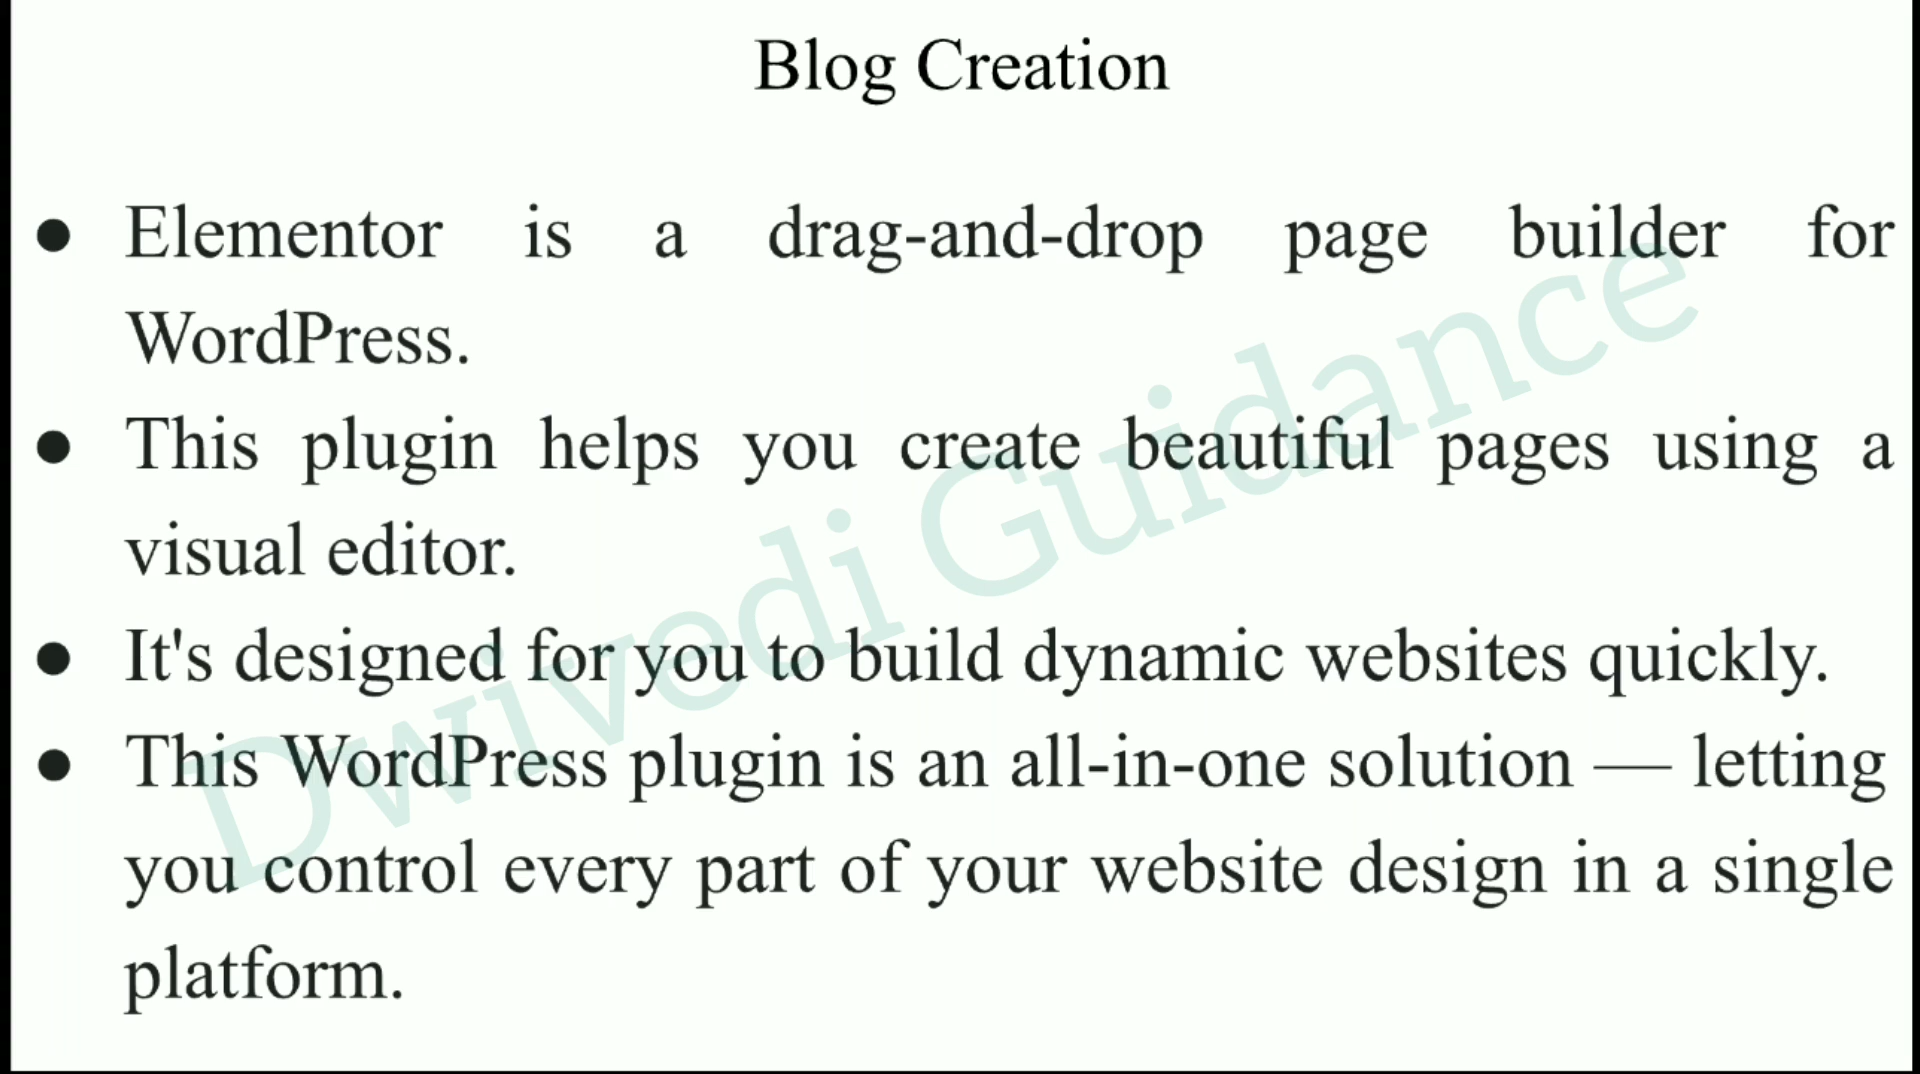 Blog Creation
● Elementor is a drag-and-drop page builder for
WordPress.
● This plugin helps you create beautiful pages using a
visual editor.
● It's designed for you to build dynamic websites quickly.
● This WordPress plugin is an all-in-one solution — letting
you control every part of your website design in a single
platform.
Dwivedi Guidance